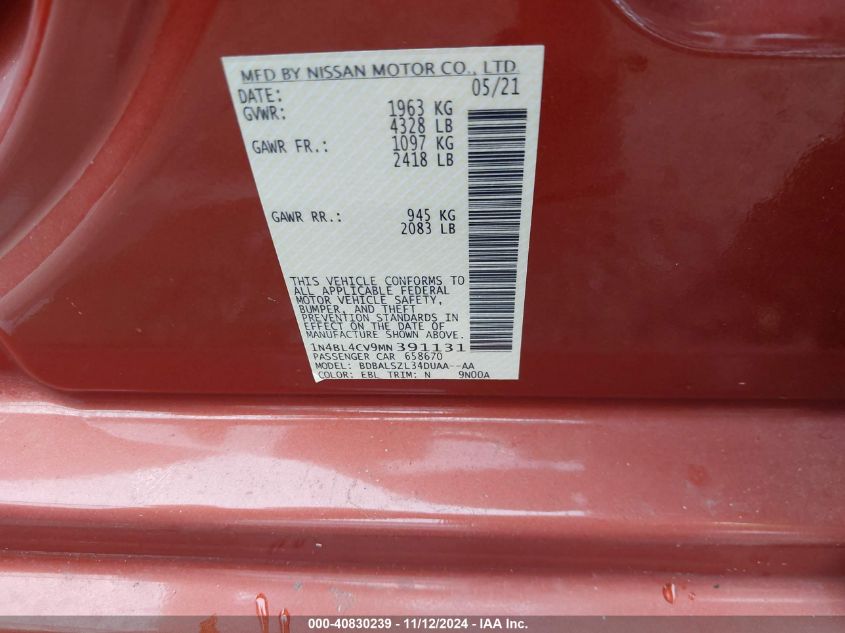 MFD BY NISSAN MOTOR CO., LTD
DATE: 05/21
GVWR: 1963 KG
4328 LB
GAWR FR.: 1097 KG
2418 LB
GAWR RR.: 945 KG
2083 LB
THIS VEHICLE CONFORMS TO
ALL APPLICABLE FEDERAL
MOTOR VEHICLE SAFETY,
BUMPER, AND THEFT
PREVENTION STANDARDS IN
EFFECT ON THE DATE OF
MANUFACTURE SHOWN ABOVE.
1N4BL4CV9MN391131
PASSENGER CAR 658670
MODEL: BDBALSZL34DUAA--AA
COLOR: EBL TRIM: N 9N00A
000-40830239 - 11/12/2024 - IAA Inc.